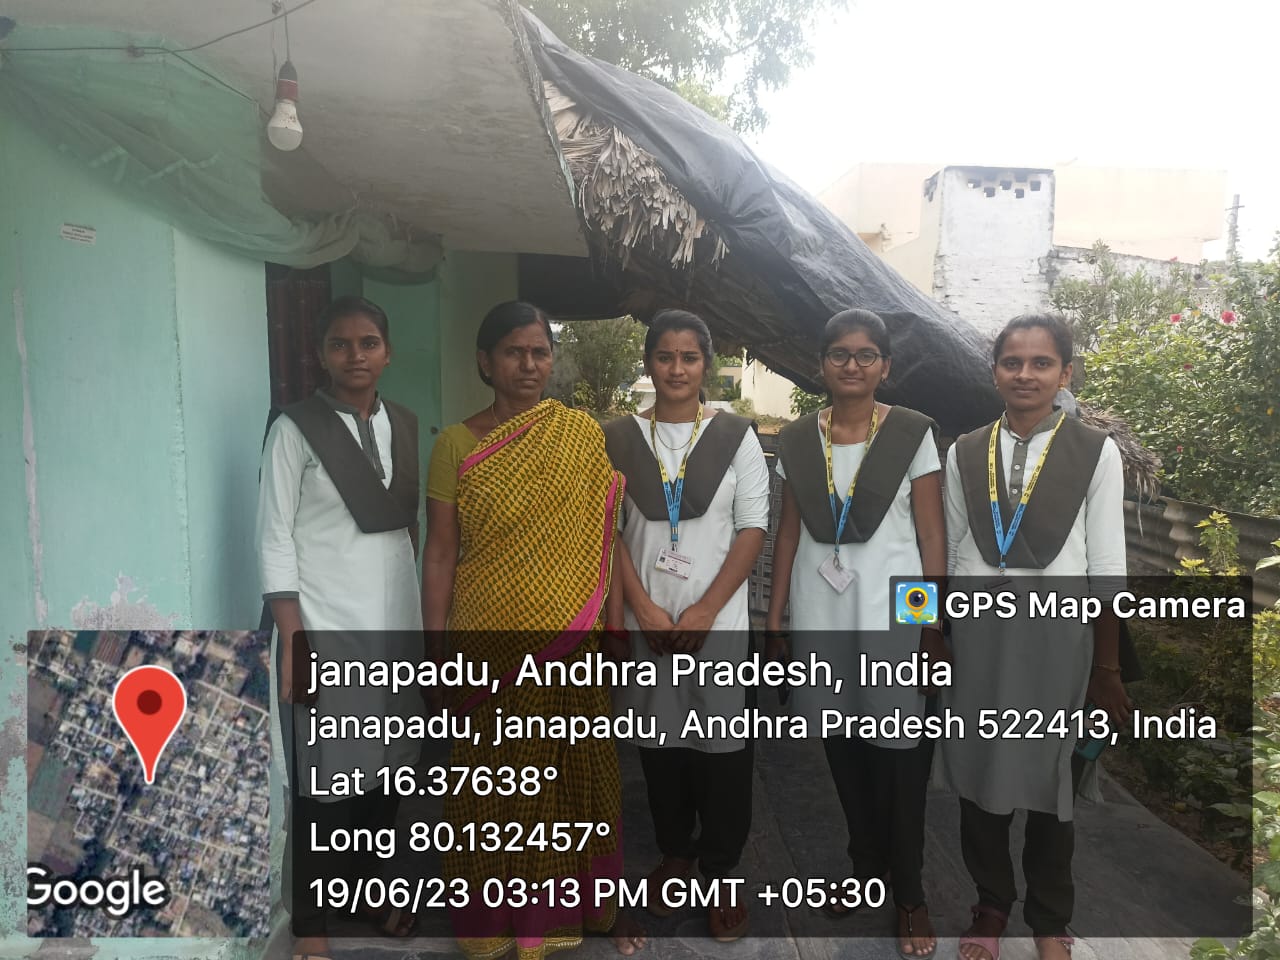 GPS Map Camera
janapadu, Andhra Pradesh, India
janapadu, janapadu, Andhra Pradesh 522413, India
Lat 16.37638°
Long 80.132457°
19/06/23 03:13 PM GMT +05:30
Google